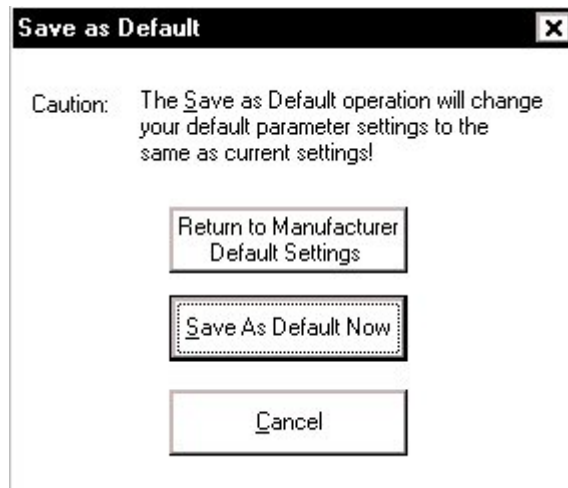 Save as Default
Caution: The Save as Default operation will change
your default parameter settings to the
same as current settings!
Return to Manufacturer
Default Settings
Save As Default Now
Cancel